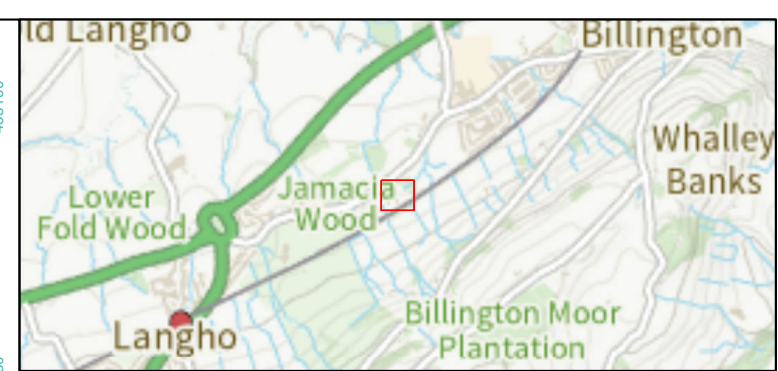 ld Langho
Billington
Whalley
Banks
Jamacia
Wood
Lower
Fold Wood
Billington Moor
Plantation
Langho